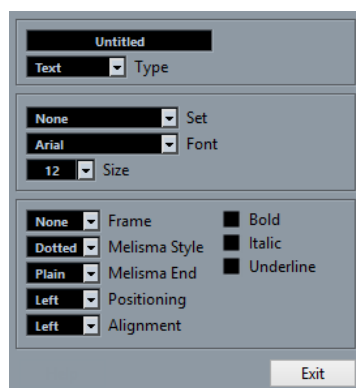 Untitled
Text Type
None Set
Arial Font
12 Size
None Frame Bold
Dotted Melisma Style Italic
Plain Melisma End Underline
Left Positioning
Left Alignment
Exit